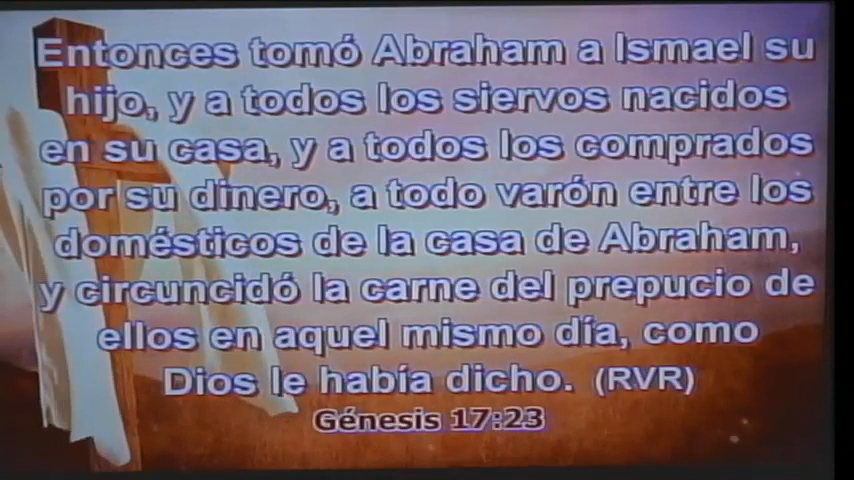 Entonces tomó Abraham a Ismael su
hijo, y a todos los siervos nacidos
en su casa, y a todos los comprados
por su dinero, a todo varón entre los
domésticos de la casa de Abraham,
y circuncidó la carne del prepucio de
ellos en aquel mismo día, como
Dios le había dicho. (RVR)
Génesis 17:23